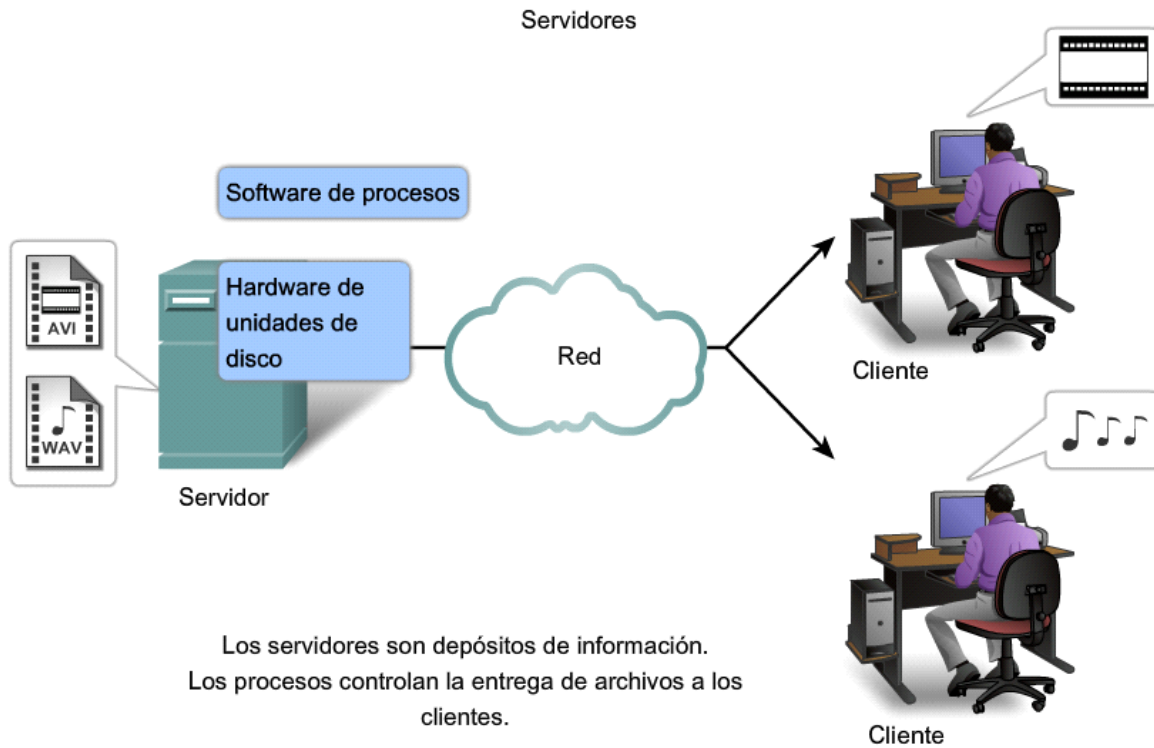 Servidores
Software de procesos
Hardware de
unidades de
disco
AVI
WAV
Servidor
Red
Cliente
Cliente
Los servidores son depósitos de información.
Los procesos controlan la entrega de archivos a los
clientes.